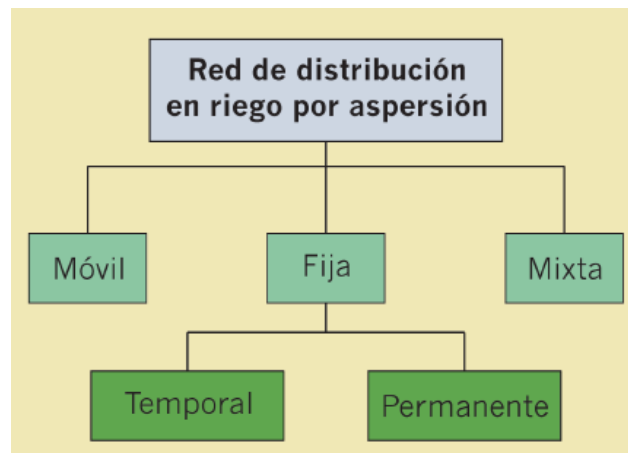 Red de distribución
en riego por aspersión
Móvil
Fija
Mixta
Temporal
Permanente